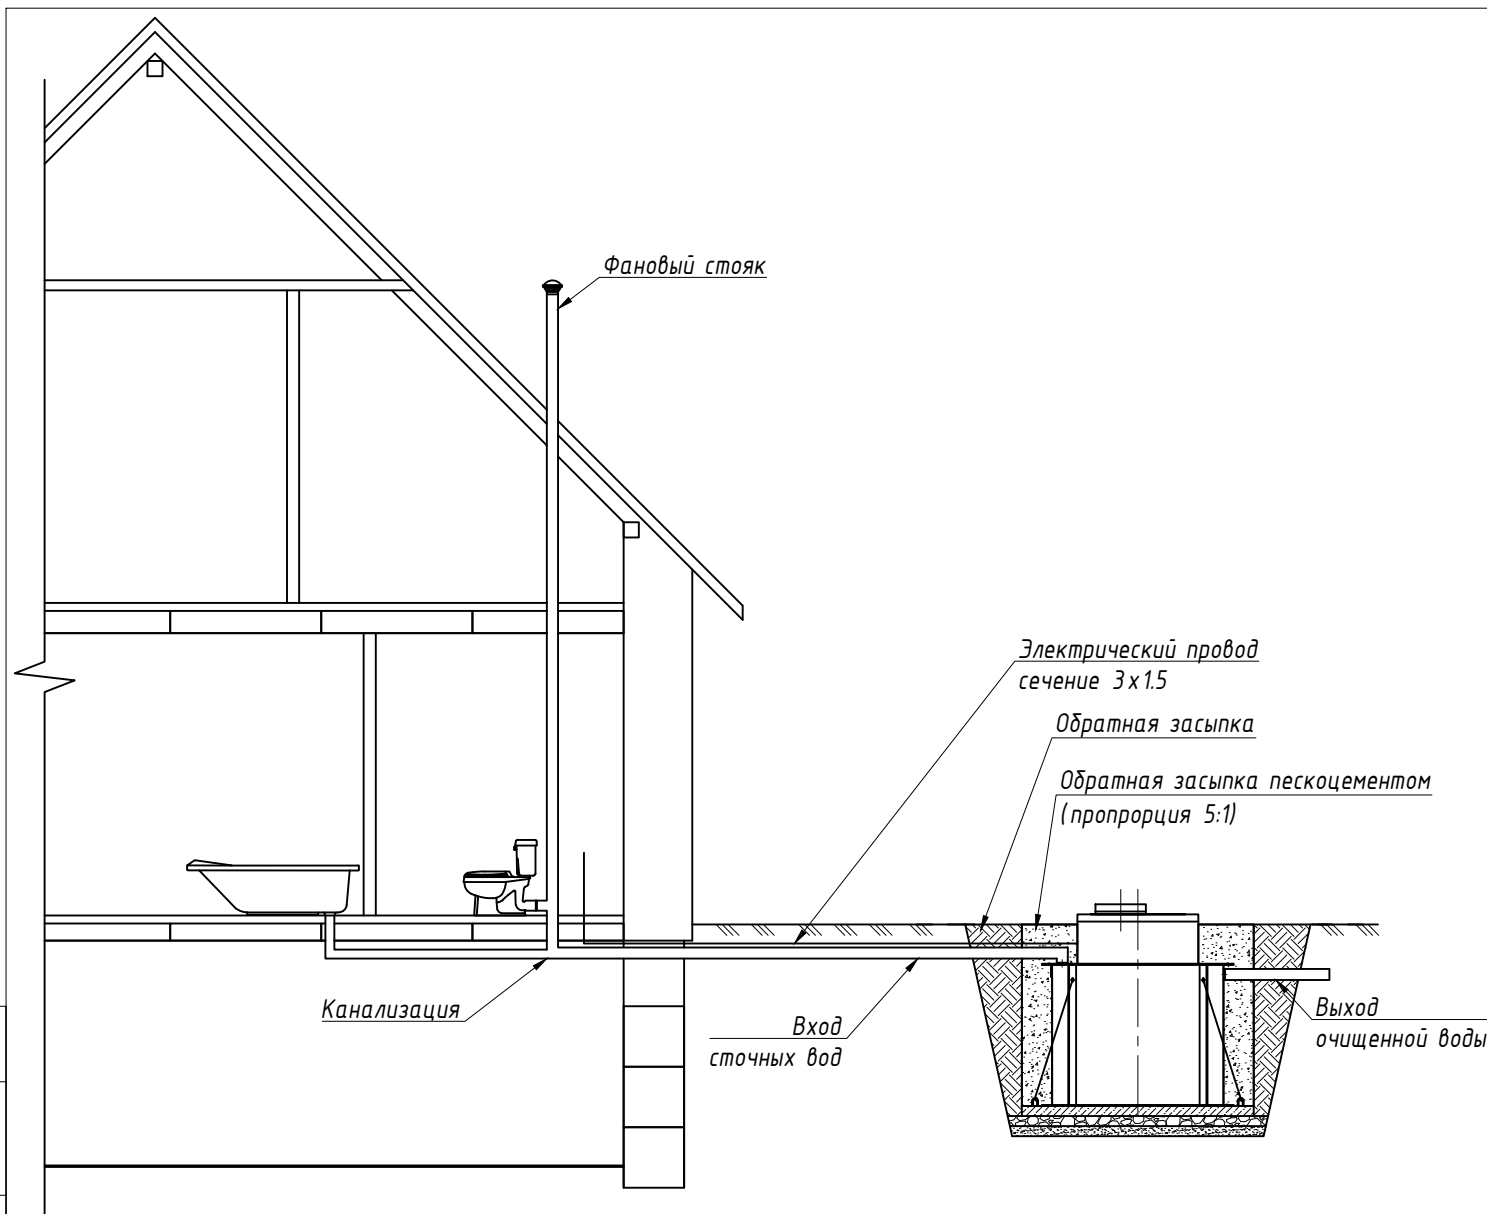 Фановый стояк
Электрический провод
сечение 3х1.5
Обратная засыпка
Обратная засыпка пескоцементом
(пропрорция 5:1)
Канализация
Вход
сточных вод
Выход
очищенной воды